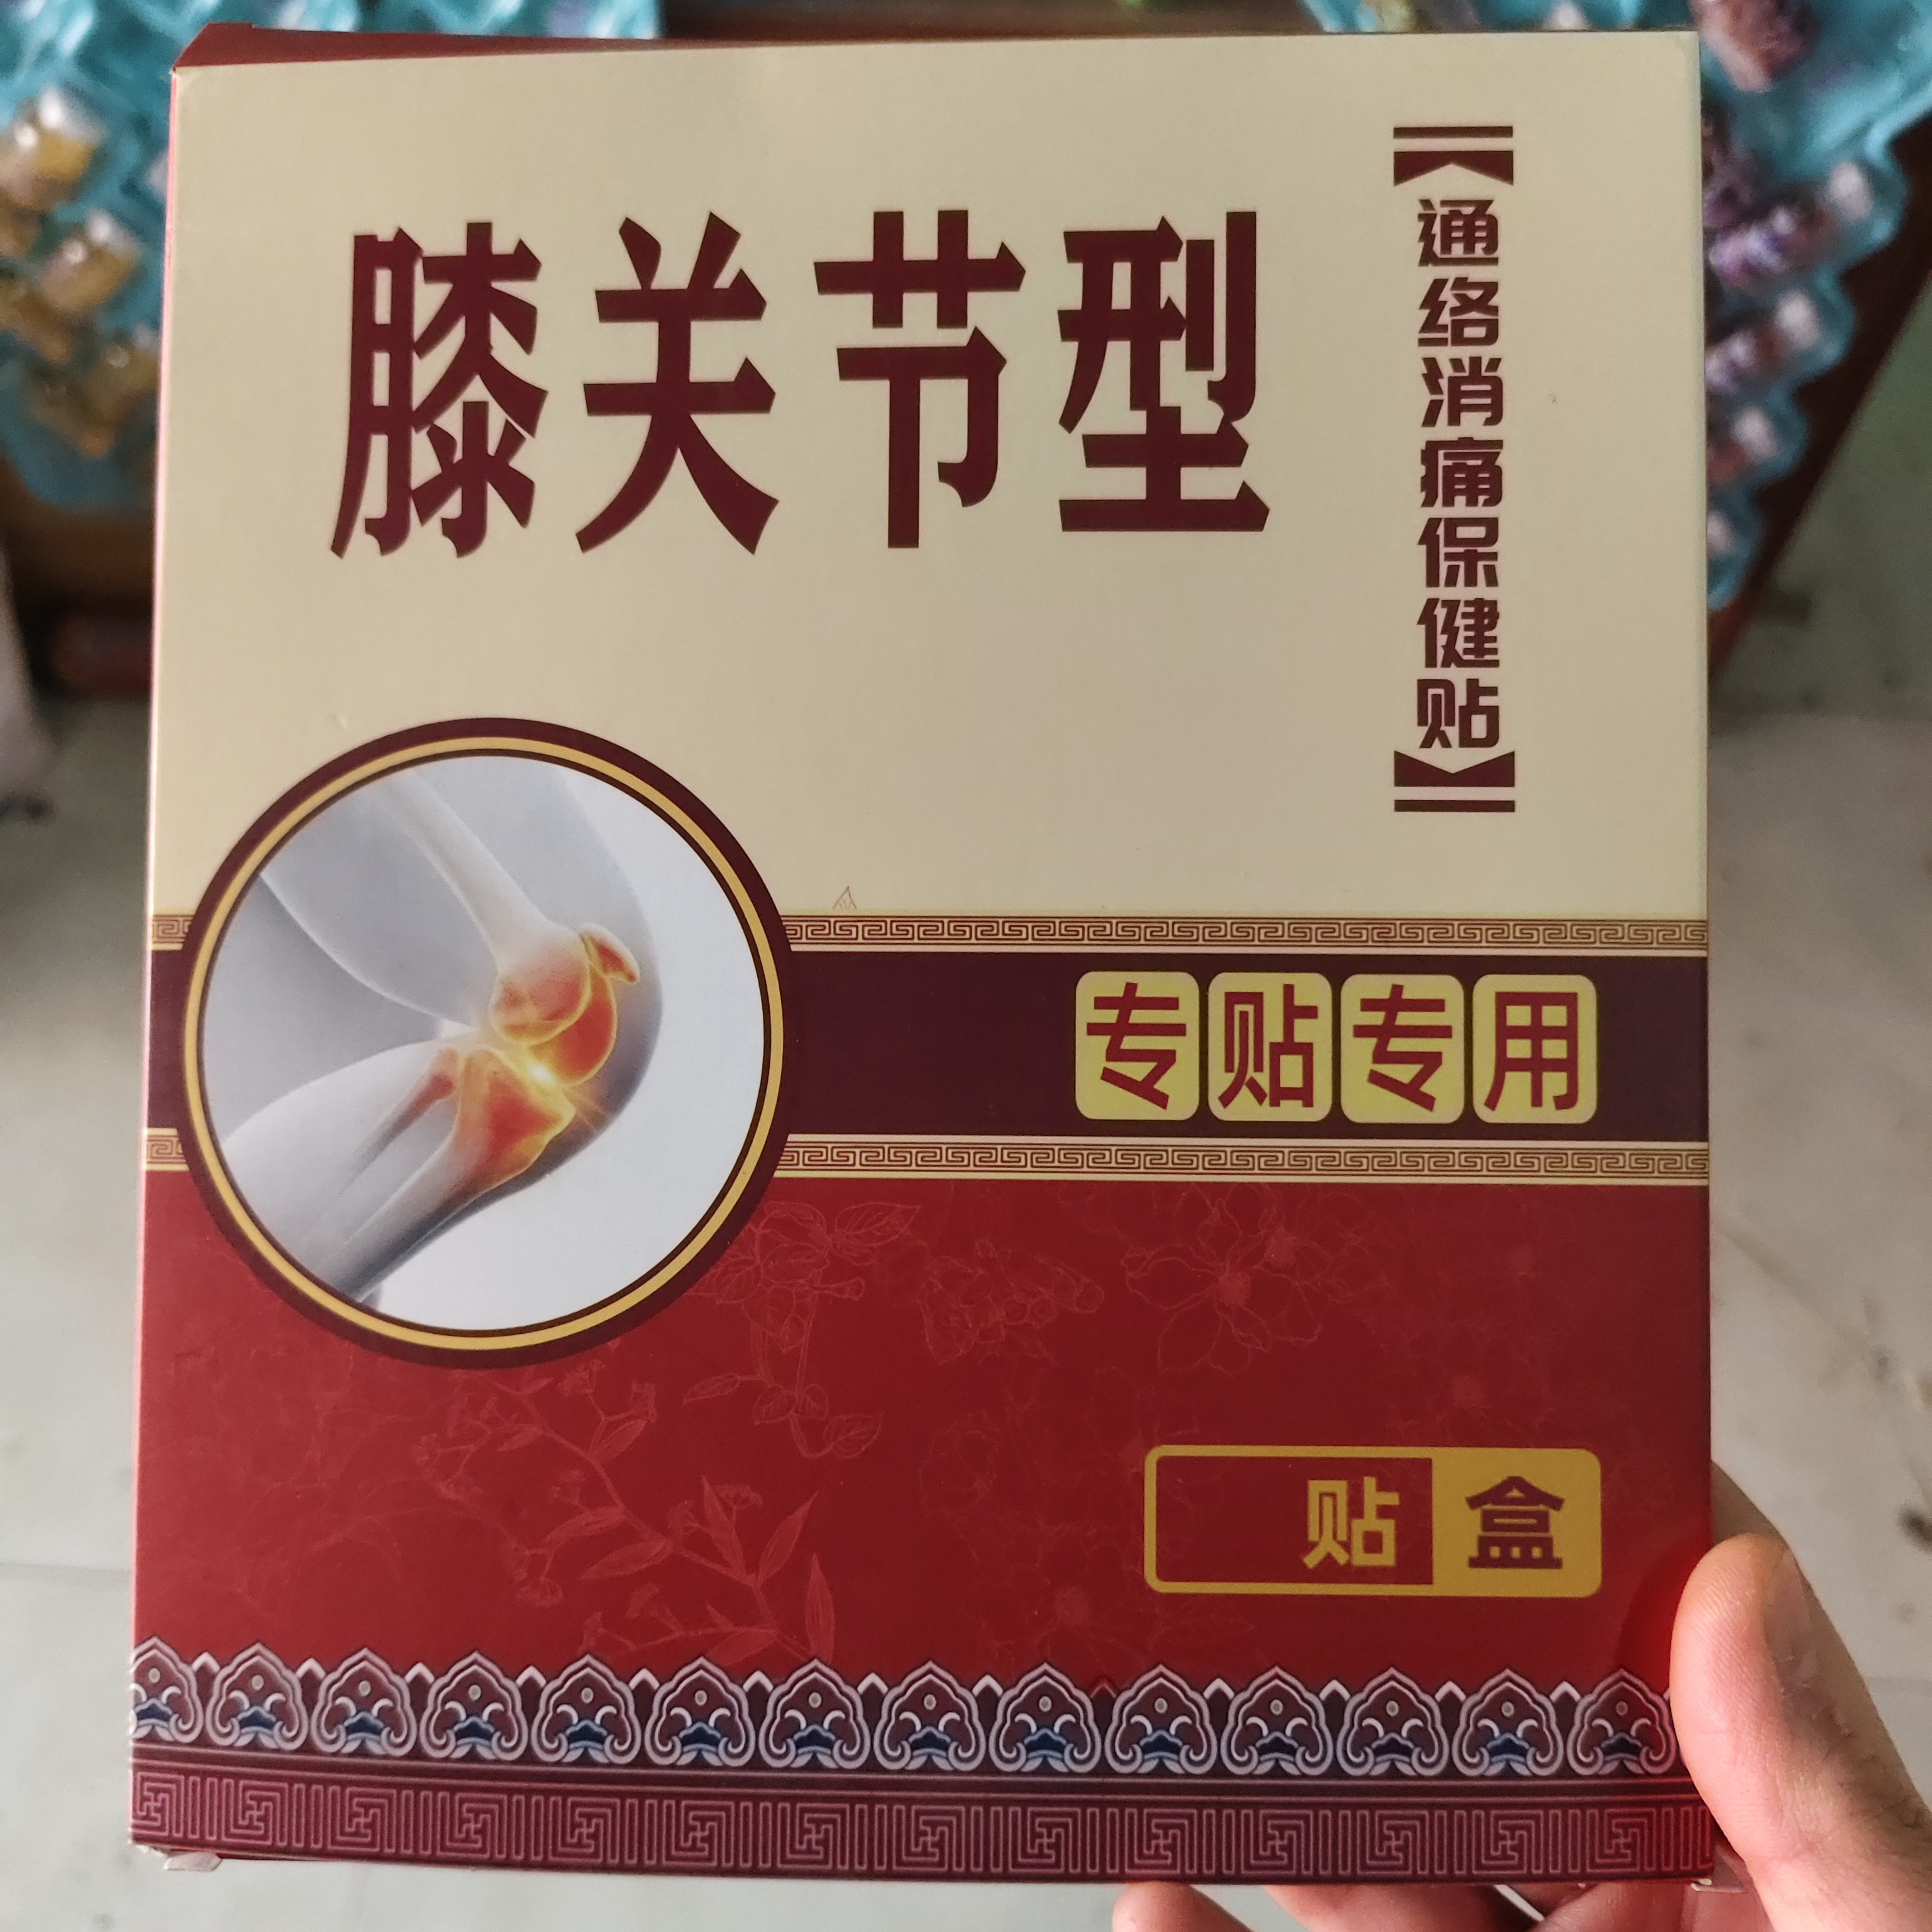 膝关节型
【通络消痛保健贴】
专贴专用
贴 盒